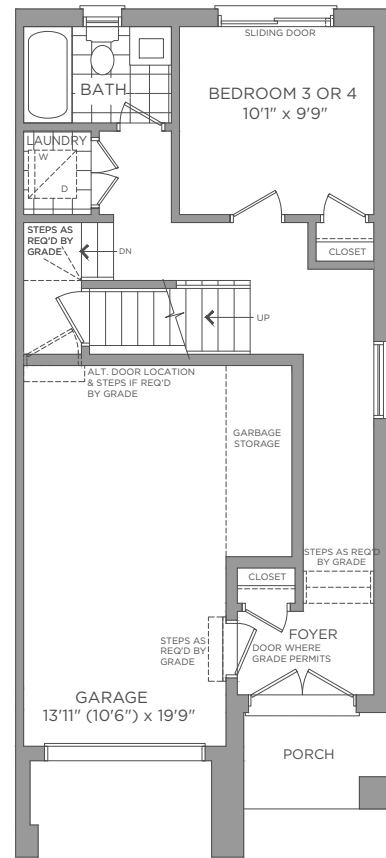 SLIDING DOOR
BATH
BEDROOM 3 OR 4
10'1" x 9'9"
LAUNDRY
W
D
STEPS AS
REQ'D BY
GRADE
DN
CLOSET
UP
ALT. DOOR LOCATION
& STEPS IF REQ'D
BY GRADE
GARBAGE
STORAGE
STEPS AS REQ'D
BY GRADE
CLOSET
STEPS AS
REQ'D BY
GRADE
FOYER
DOOR WHERE
GRADE PERMITS
GARAGE
13'11" (10'6") x 19'9"
PORCH